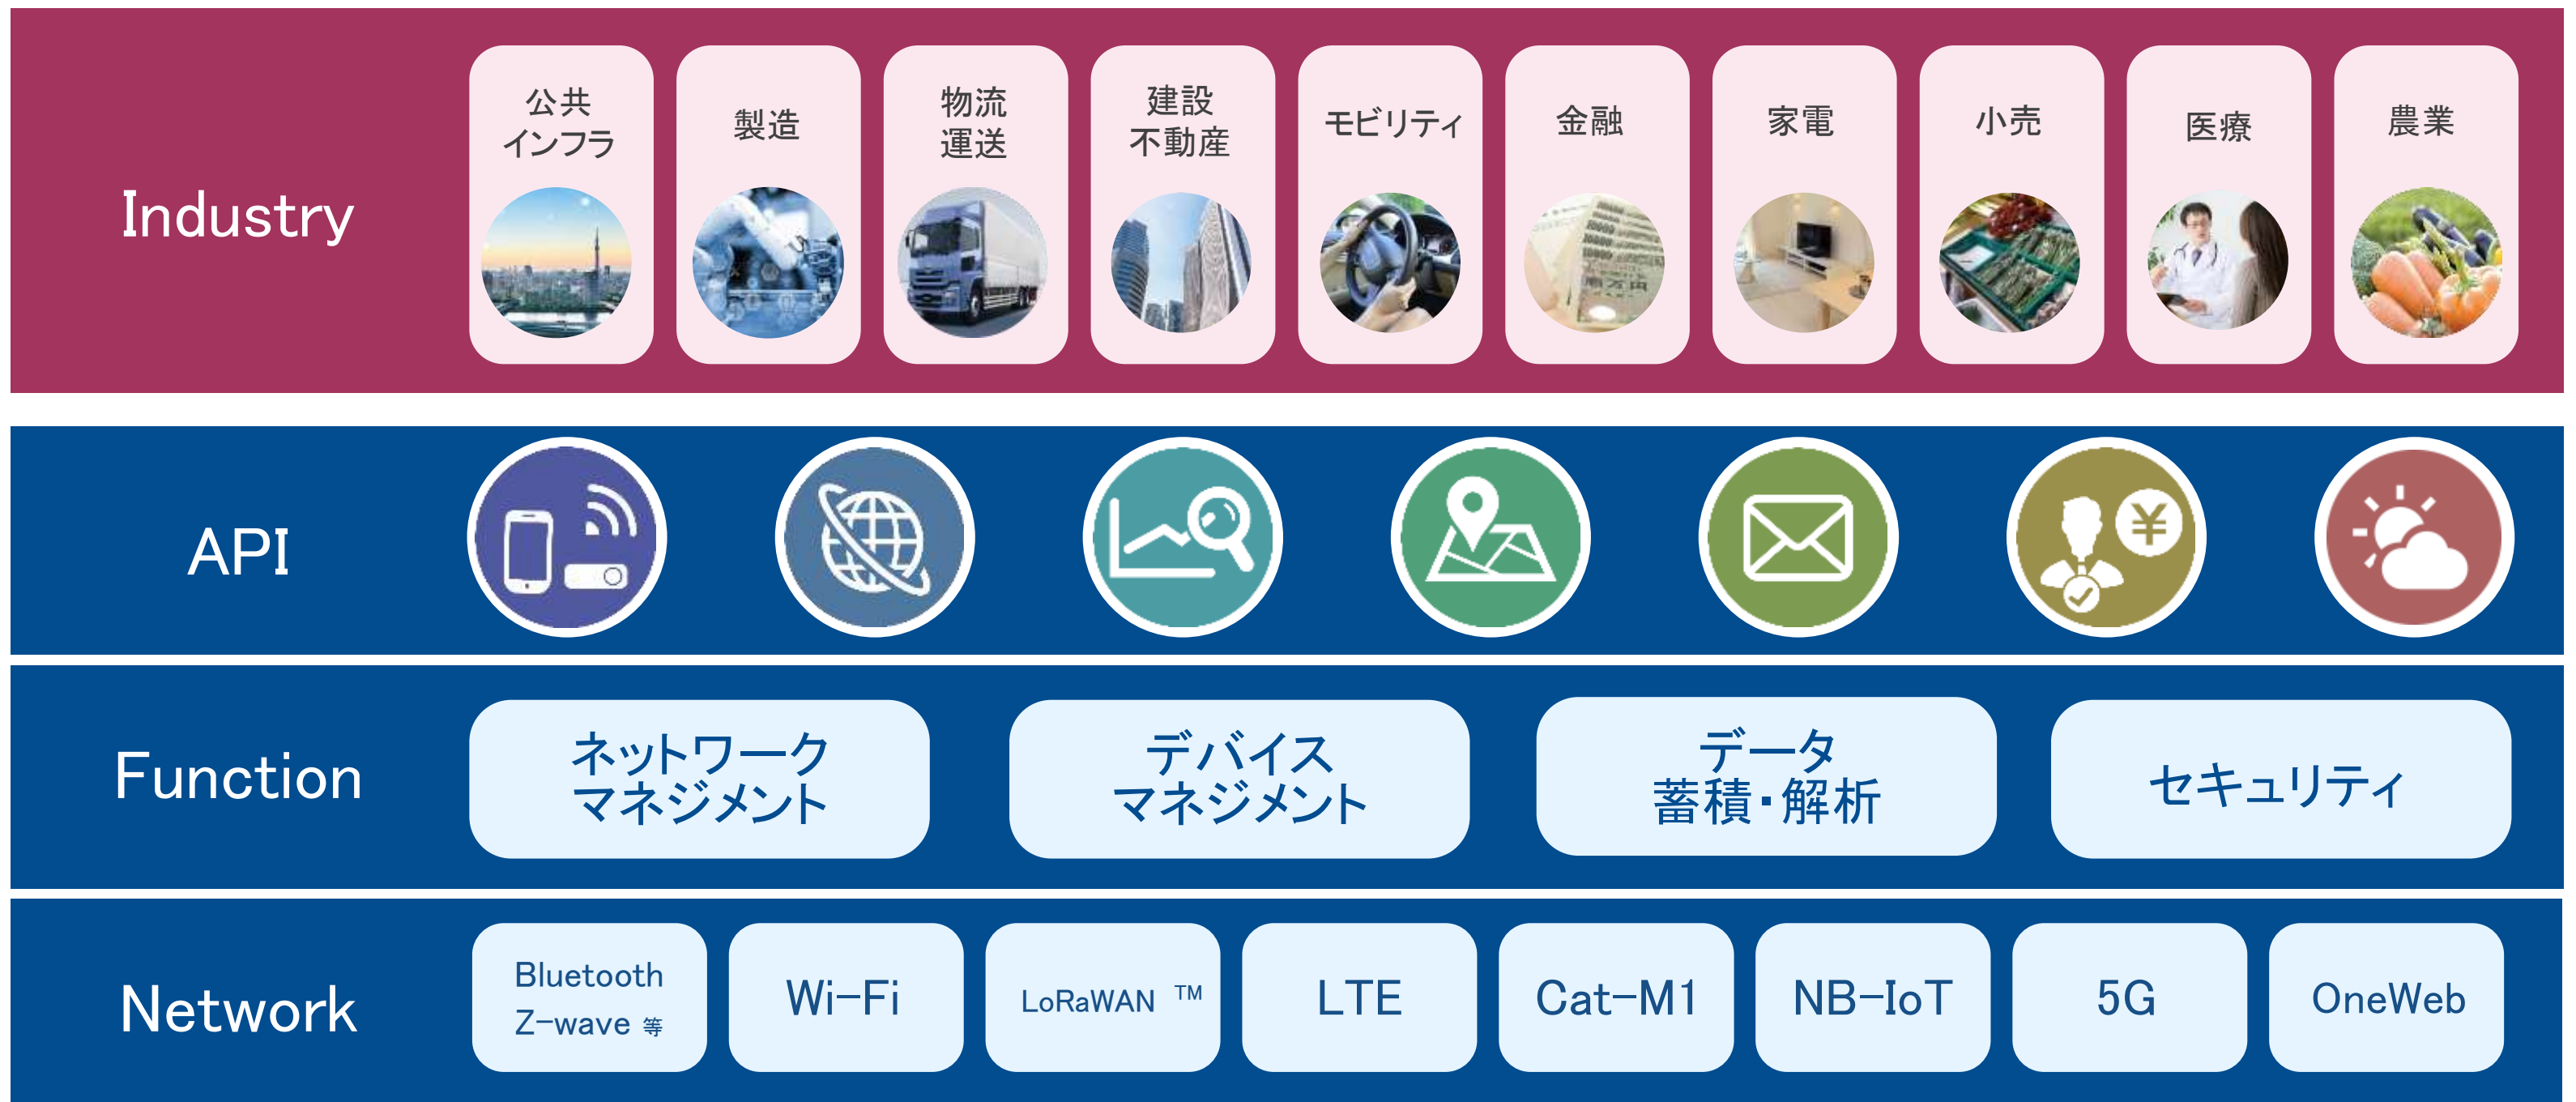 Industry
公共
インフラ
製造
物流
運送
建設
不動産
モビリティ
金融
家電
小売
医療
農業
API
¥
Function
ネットワーク
マネジメント
デバイス
マネジメント
データ
蓄積・解析
セキュリティ
Network
Bluetooth
Z-wave 等
Wi-Fi
LoRaWAN ™
LTE
Cat-M1
NB-IoT
5G
OneWeb